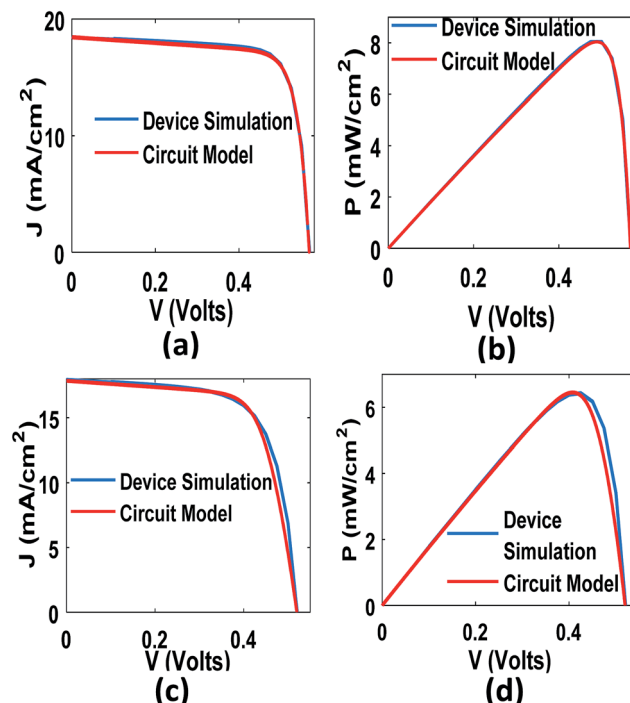 20
10
0
J (mA/cm²)
Device Simulation
Circuit Model
0
0.2
0.4
V (Volts)
(a)
8
6
4
2
0
P (mW/cm²)
Device Simulation
Circuit Model
0
0.2
0.4
V (Volts)
(b)
15
10
5
0
J (mA/cm²)
Device Simulation
Circuit Model
0
0.2
0.4
V (Volts)
(c)
6
4
2
0
P (mW/cm²)
Device
Simulation
Circuit Model
0
0.2
0.4
V (Volts)
(d)